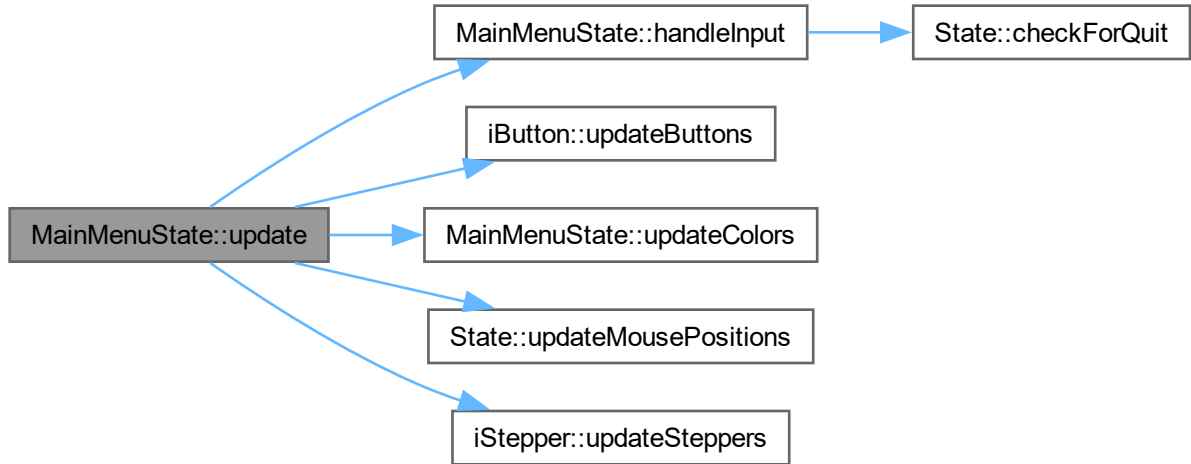 MainMenuState::handleInput
State::checkForQuit
iButton::updateButtons
MainMenuState::update
MainMenuState::updateColors
State::updateMousePositions
iStepper::updateSteppers